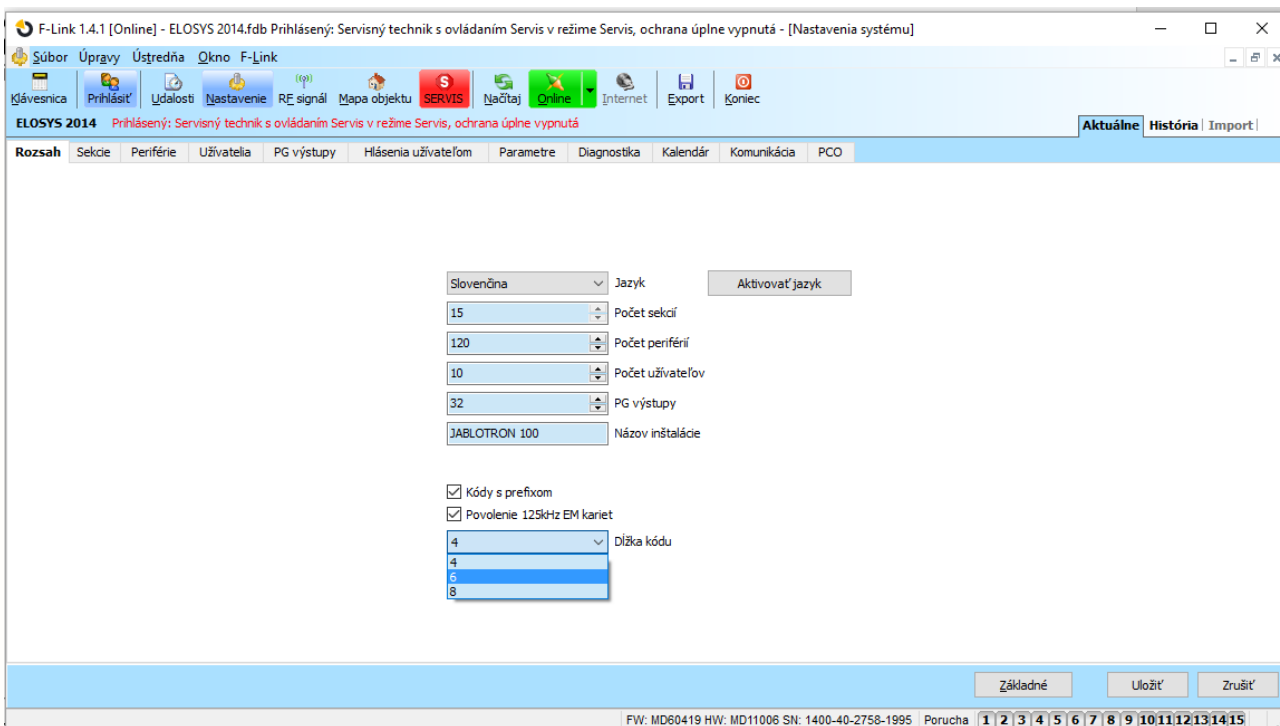 F-Link 1.4.1 [Online] - ELOSYS 2014.fdb Prihlásený: Servisný technik s ovládaním Servis v režime Servis, ochrana úplne vypnutá - [Nastavenia systému]
Súbor Úpravy Ústredňa Okno F-Link
Klávesnica Prihlásiť Udalosti Nastavenie RF signál Mapa objektu SERVIS Načítaj Online Internet Export Koniec
ELOSYS 2014 Prihlásený: Servisný technik s ovládaním Servis v režime Servis, ochrana úplne vypnutá Aktuálne História Import
Rozsah Sekcie Periférie Užívatelia PG výstupy Hlásenia užívateľom Parametre Diagnostika Kalendár Komunikácia PCO
Slovenčina Jazyk Aktivovať jazyk
15 Počet sekcií
120 Počet periférií
10 Počet užívateľov
32 PG výstupy
JABLOTRON 100 Názov inštalácie
Kódy s prefixom
Povolenie 125kHz EM kariet
4 Dĺžka kódu
4
6
8
Základné Uložiť Zrušiť
FW: MD60419 HW: MD11006 SN: 1400-40-2758-1995 Porucha 1 2 3 4 5 6 7 8 9 10 11 12 13 14 15